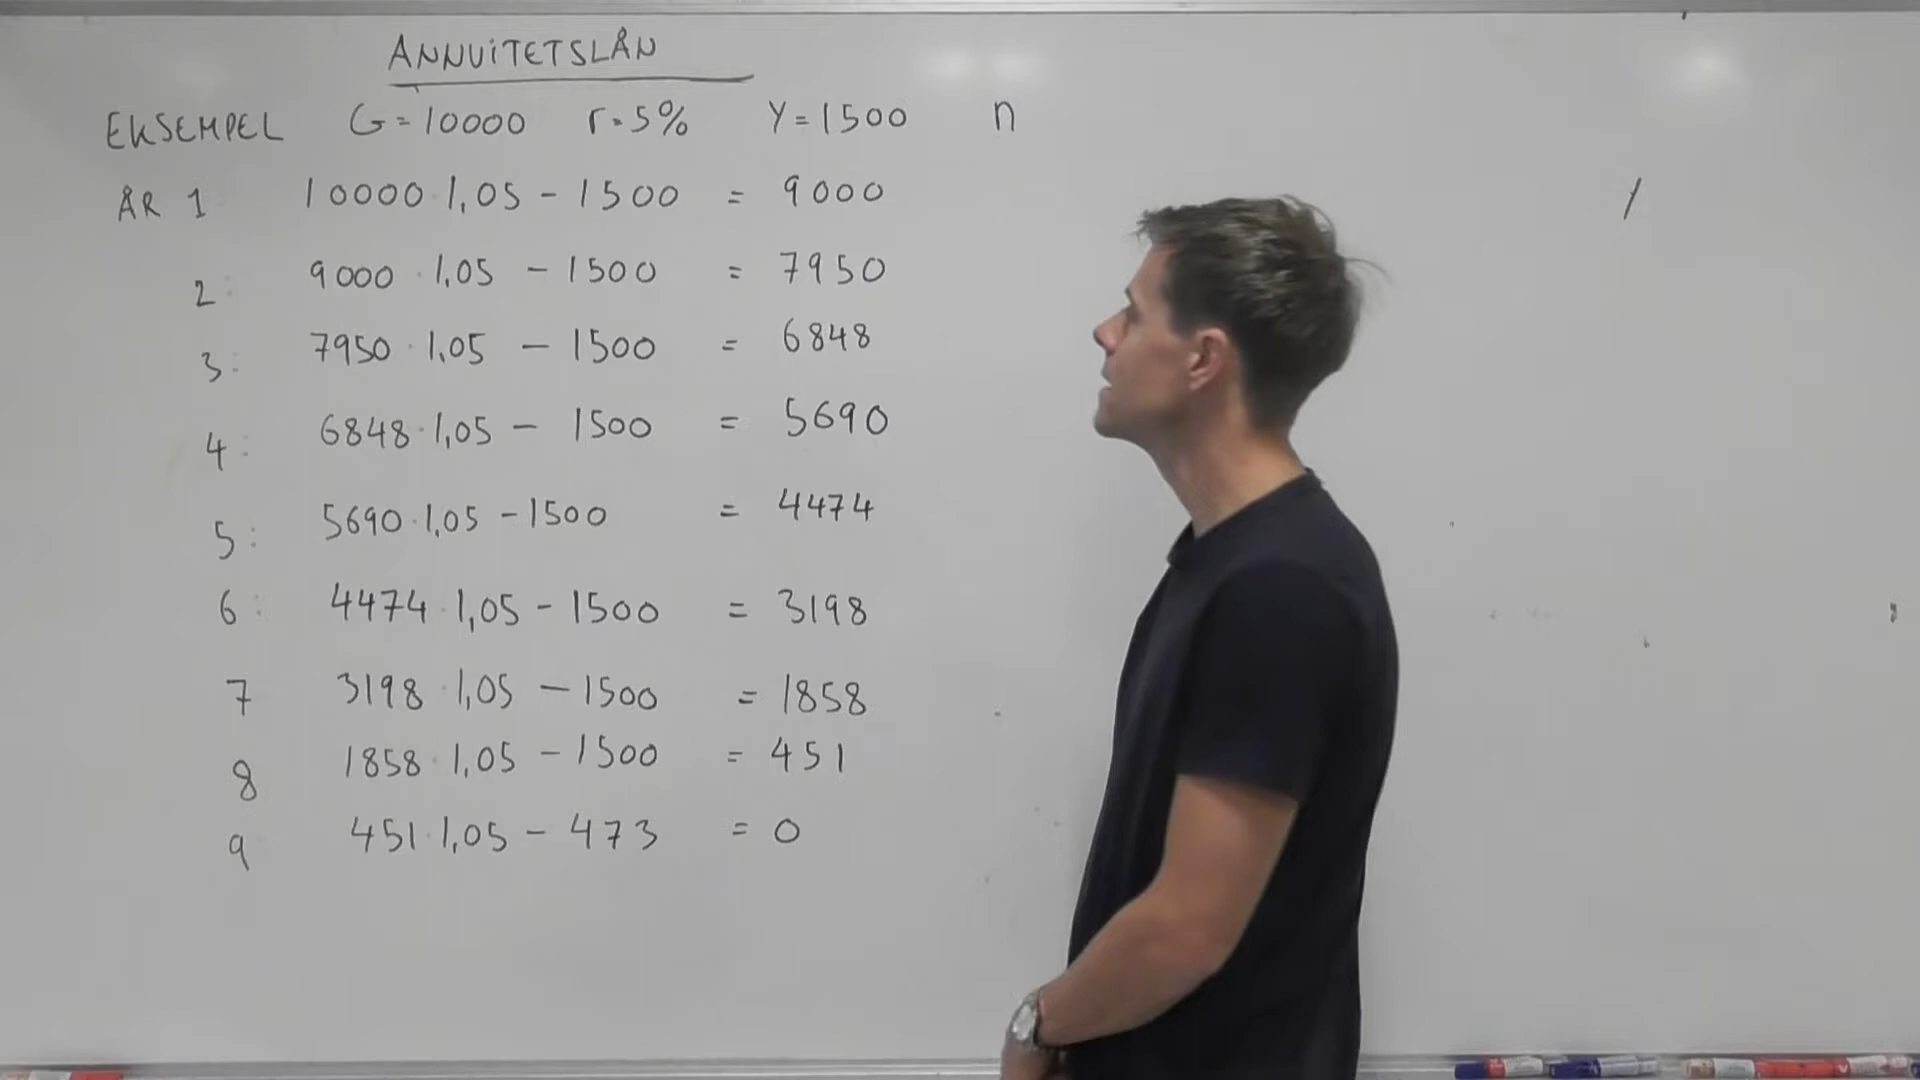 ANNUITETSLÅN
EKSEMPEL G=10000 r=5% Y=1500 n
ÅR 1 10000·1,05 - 1500 = 9000
2: 9000·1,05 - 1500 = 7950
3: 7950·1,05 - 1500 = 6848
4: 6848·1,05 - 1500 = 5690
5: 5690·1,05 - 1500 = 4474
6: 4474·1,05 - 1500 = 3198
7 3198·1,05 - 1500 = 1858
8 1858·1,05 - 1500 = 451
9 451·1,05 - 473 = 0